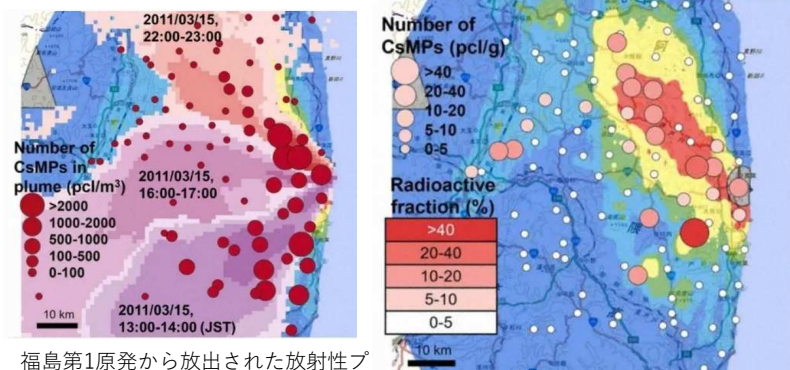 2011/03/15,
22:00-23:00
Number of
CsMPs in
plume (pcl/m³)
>2000
1000-2000
500-1000
100-500
0-100
2011/03/15,
16:00-17:00
2011/03/15,
13:00-14:00 (JST)
10 km
福島第1原発から放出された放射性プ
Number of
CsMPs (pcl/g)
>40
20-40
10-20
5-10
0-5
Radioactive
fraction (%)
>40
20-40
10-20
5-10
0-5
10 km